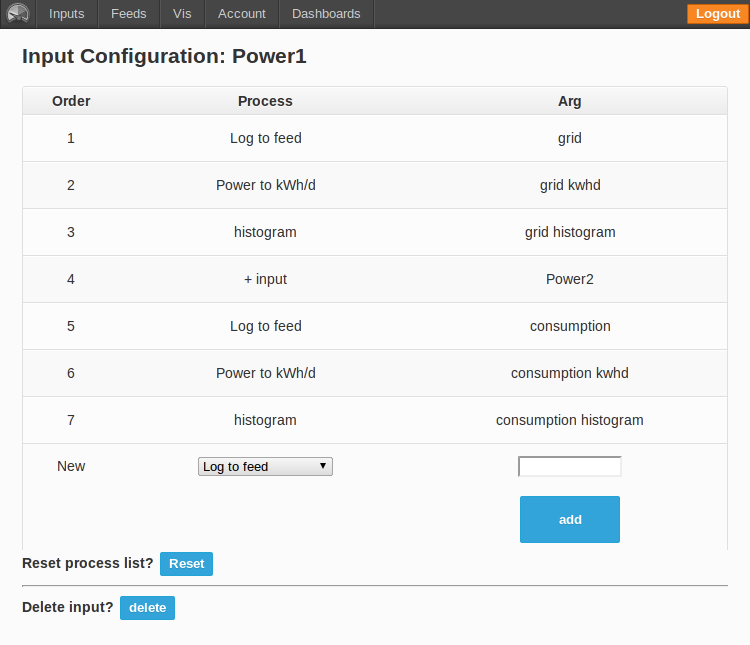 Inputs Feeds Vis Account Dashboards Logout
Input Configuration: Power1
Order Process Arg
1 Log to feed grid
2 Power to kWh/d grid kwhd
3 histogram grid histogram
4 + input Power2
5 Log to feed consumption
6 Power to kWh/d consumption kwhd
7 histogram consumption histogram
New Log to feed
add
Reset process list? Reset
Delete input? delete